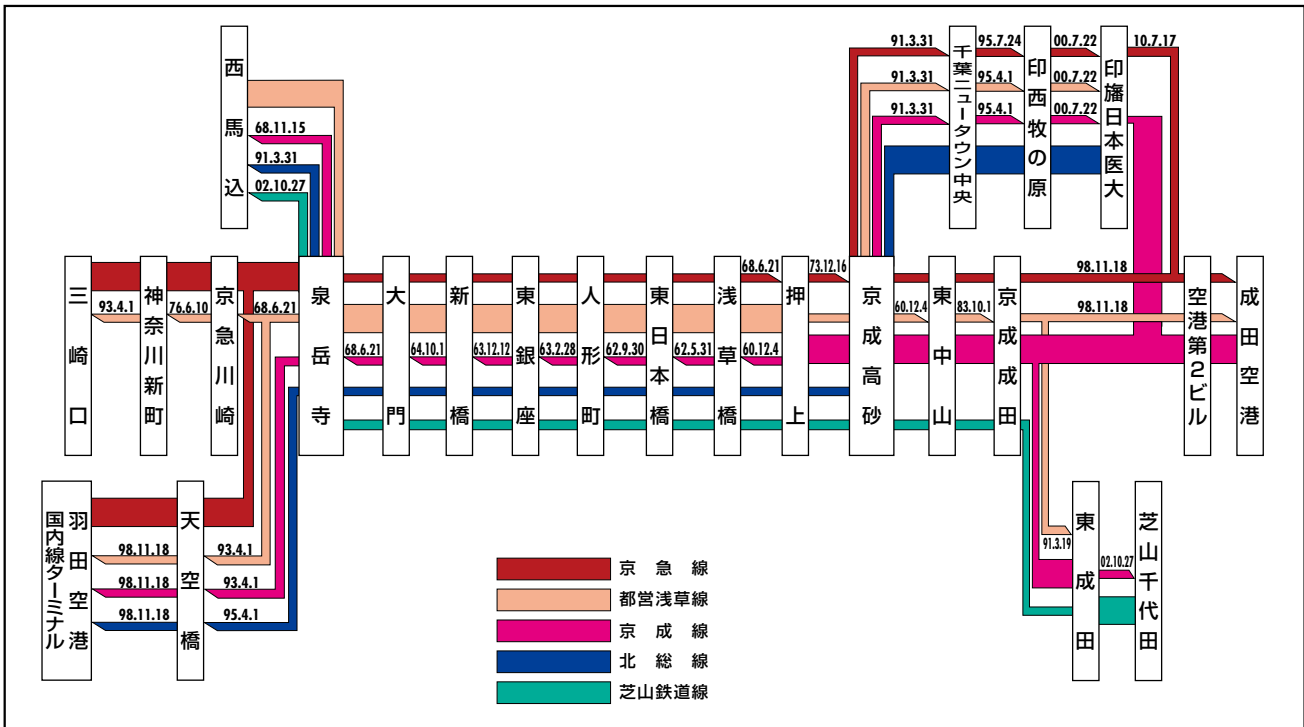 西馬込
68.11.15
91.3.31
02.10.27
91.3.31
95.7.24
00.7.22
10.7.17
91.3.31
95.4.1
00.7.22
91.3.31
95.4.1
00.7.22
千葉ニュータウン中央
印西牧の原
印旛日本医大
三崎口
93.4.1
神奈川新町
76.6.10
京急川崎
68.6.21
泉岳寺
68.6.21
大門
64.10.1
新橋
63.12.12
東銀座
63.2.28
人形町
62.9.30
東日本橋
62.5.31
浅草橋
68.6.21
60.12.4
押上
73.12.16
京成高砂
60.12.4
東中山
83.10.1
京成成田
98.11.18
98.11.18
空港第2ビル
成田空港
羽田空港
国内線ターミナル
98.11.18
98.11.18
98.11.18
天空橋
93.4.1
93.4.1
95.4.1
91.3.19
東成田
02.10.27
芝山千代田
京急線
都営浅草線
京成線
北総線
芝山鉄道線